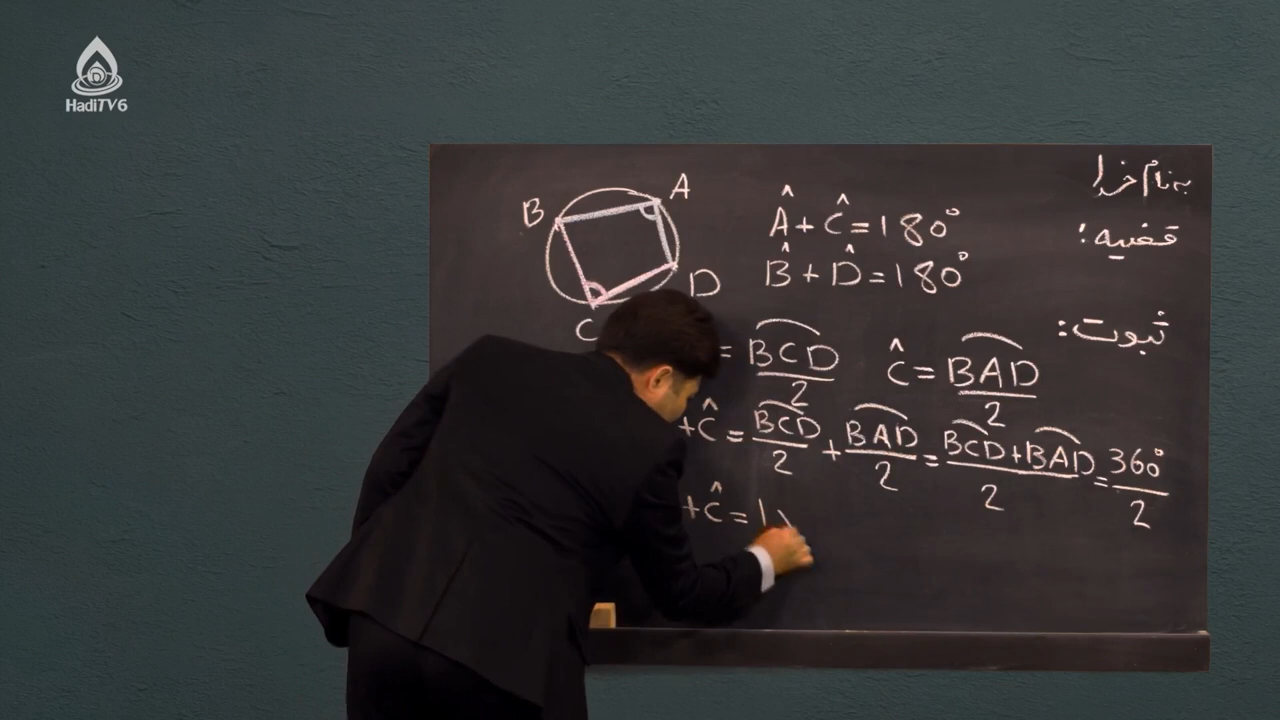 HadiTV6
به نام خدا
قضیه:
A B C D
Â + Ĉ = 180°
B̂ + D̂ = 180°
ثبوت:
= BCD/2 Ĉ = BAD/2
+ Ĉ = BCD/2 + BAD/2 = BCD+BAD/2 = 360°/2
+ Ĉ = 1